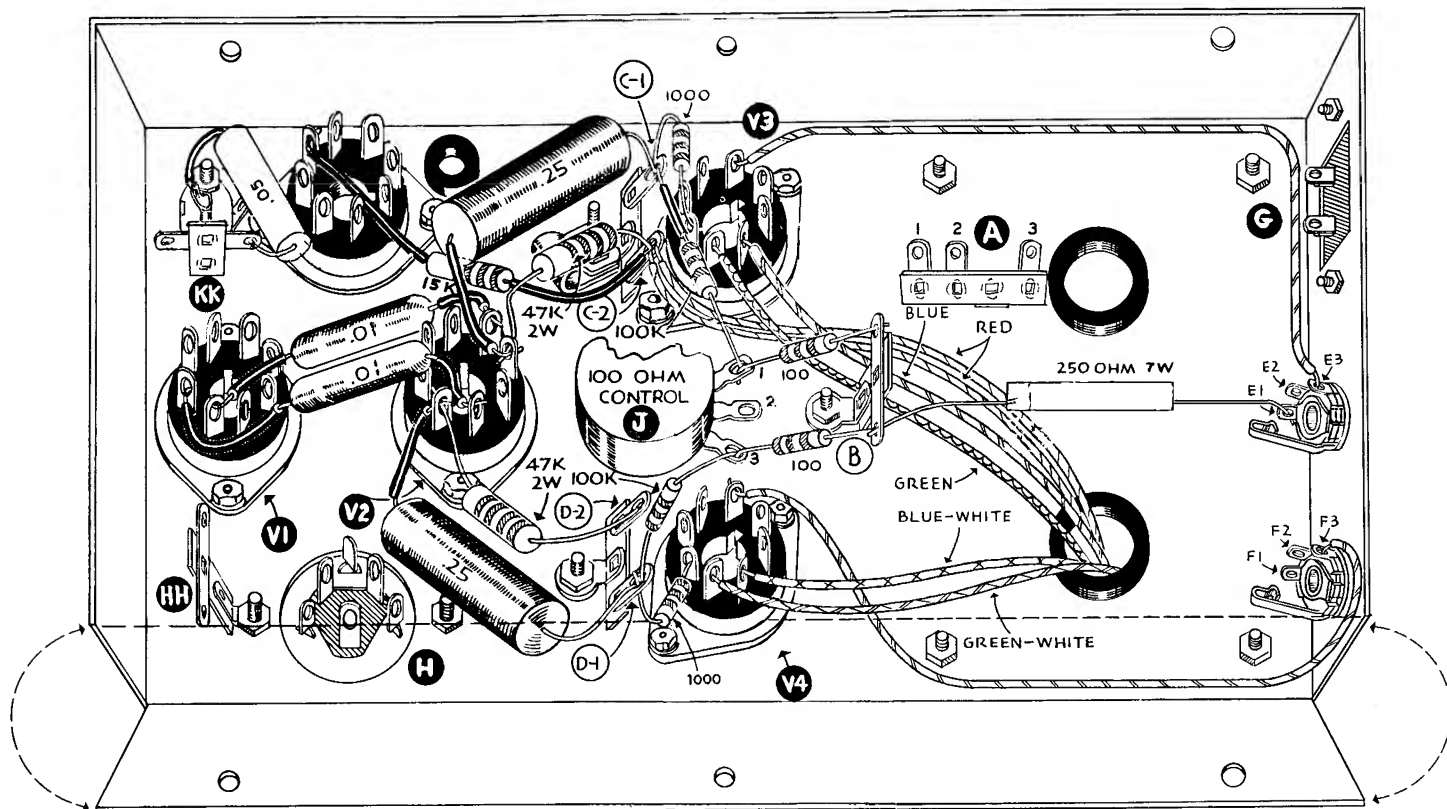 C-1
1000
V3
.05
.25
G
1 2 3
A
KK
15K
47K
2W
C-2
100K
BLUE
RED
.01
.01
100 OHM
CONTROL
J
1
2
3
100
250 OHM 7W
E1
E2
E3
100
B
V1
V2
47K
2W
100K
D-2
GREEN
BLUE-WHITE
F1
F2
F3
HH
.25
H
D-1
1000
V4
GREEN-WHITE